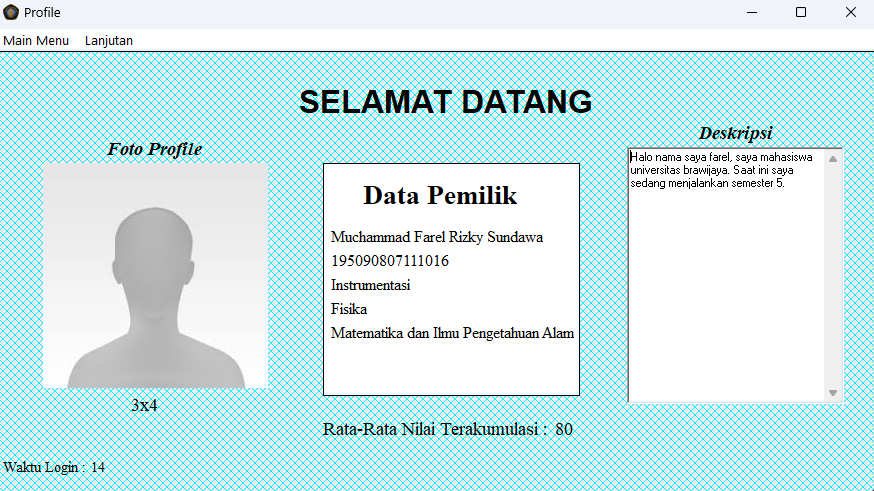 Profile
Main Menu Lanjutan
SELAMAT DATANG
Foto Profile
3x4
Data Pemilik
Muchammad Farel Rizky Sundawa
195090807111016
Instrumentasi
Fisika
Matematika dan Ilmu Pengetahuan Alam
Rata-Rata Nilai Terakumulasi : 80
Deskripsi
Halo nama saya farel, saya mahasiswa
universitas brawijaya. Saat ini saya
sedang menjalankan semester 5.
Waktu Login : 14